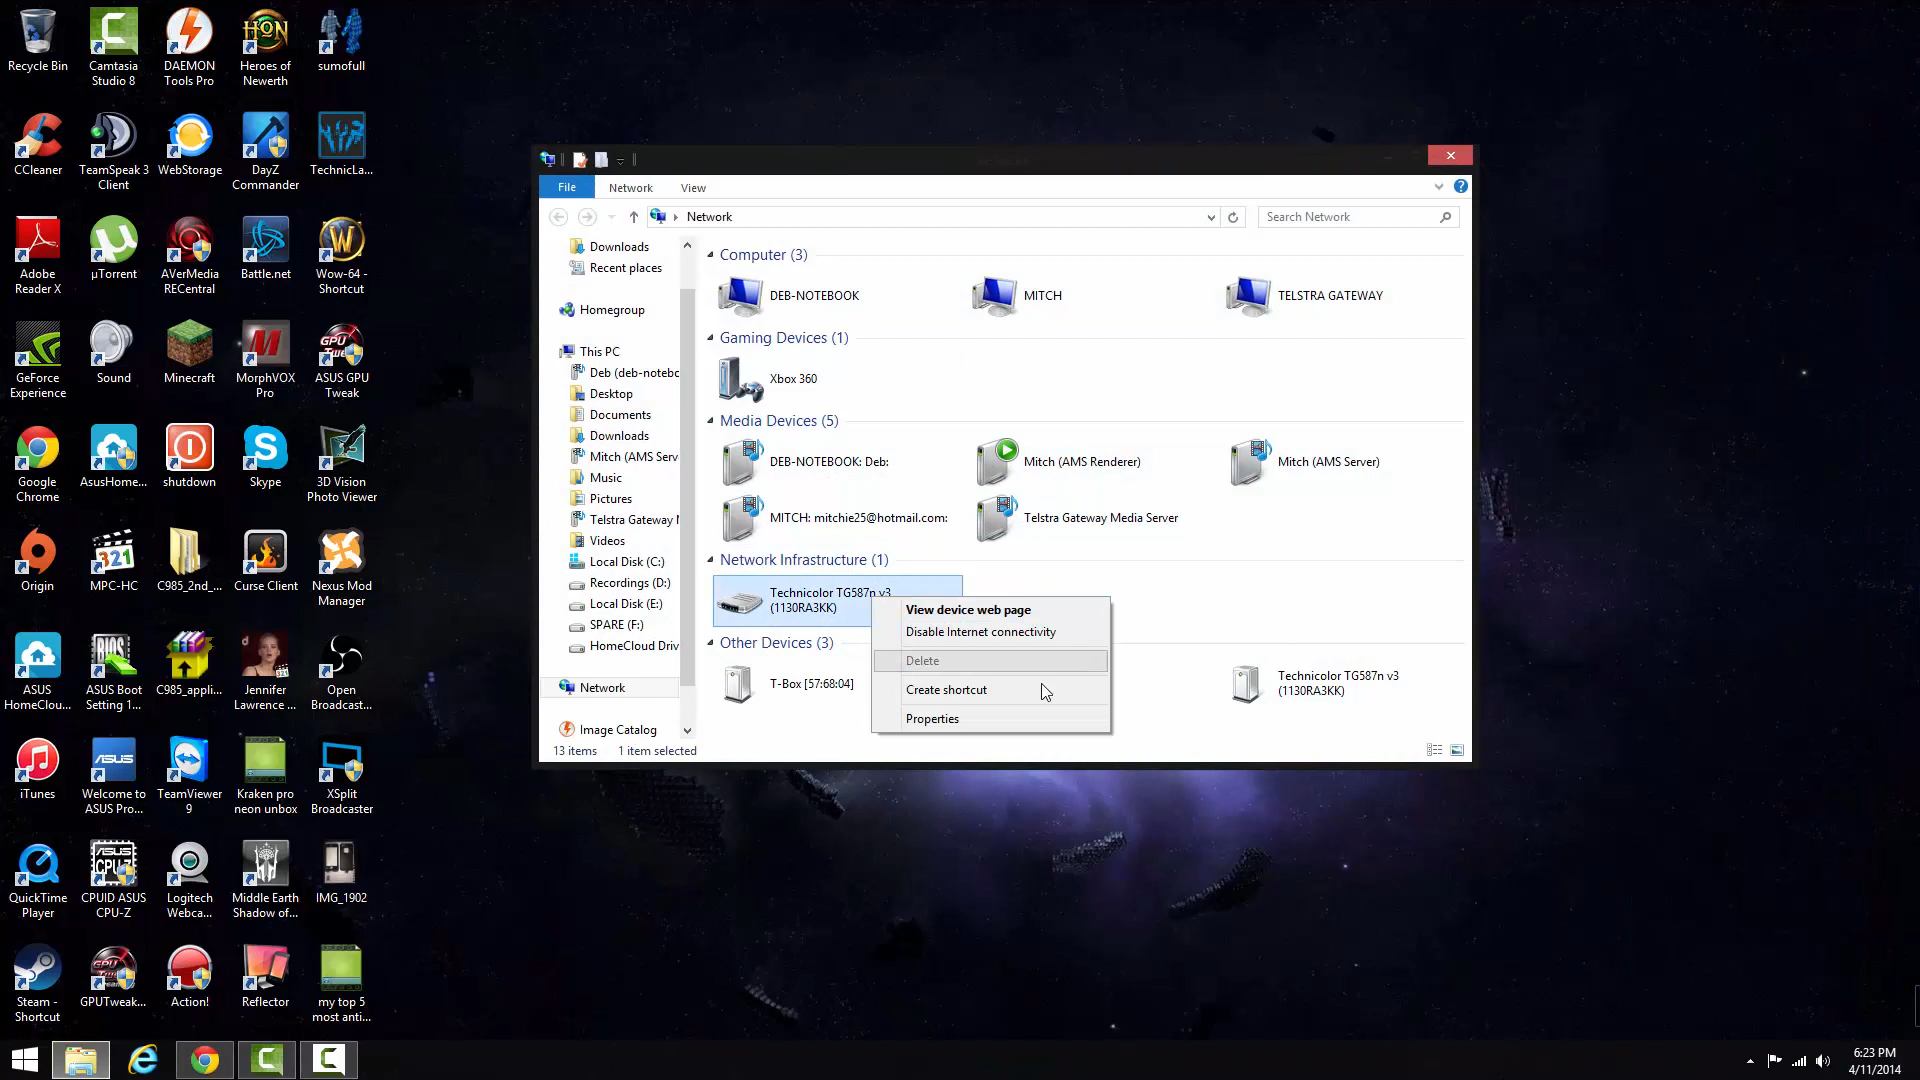 Recycle Bin
Camtasia
Studio 8
DAEMON
Tools Pro
Heroes of
Newerth
sumofull
CCleaner
TeamSpeak 3
Client
WebStorage
DayZ
Commander
TechnicLa...
Adobe
Reader X
µTorrent
AVerMedia
RECentral
Battle.net
Wow-64 -
Shortcut
GeForce
Experience
Sound
Minecraft
MorphVOX
Pro
ASUS GPU
Tweak
Google
Chrome
AsusHome...
shutdown
Skype
3D Vision
Photo Viewer
Origin
MPC-HC
C985_2nd_...
Curse Client
Nexus Mod
Manager
ASUS
HomeClou...
ASUS Boot
Setting 1...
C985_appli...
Jennifer
Lawrence ...
Open
Broadcast...
iTunes
Welcome to
ASUS Pro...
TeamViewer
9
Kraken pro
neon unbox
XSplit
Broadcaster
QuickTime
Player
CPUID ASUS
CPU-Z
Logitech
Webca...
Middle Earth
Shadow of...
IMG_1902
Steam -
Shortcut
GPUTweak...
Action!
Reflector
my top 5
most anti...
File
Network
View
Network
Search Network
Downloads
Recent places
Homegroup
This PC
Deb (deb-notebo
Desktop
Documents
Downloads
Mitch (AMS Serv
Music
Pictures
Telstra Gateway M
Videos
Local Disk (C:)
Recordings (D:)
Local Disk (E:)
SPARE (F:)
HomeCloud Driv
Network
Image Catalog
Computer (3)
DEB-NOTEBOOK
MITCH
TELSTRA GATEWAY
Gaming Devices (1)
Xbox 360
Media Devices (5)
DEB-NOTEBOOK: Deb:
Mitch (AMS Renderer)
Mitch (AMS Server)
MITCH: mitchie25@hotmail.com:
Telstra Gateway Media Server
Network Infrastructure (1)
Technicolor TG587n v3
(1130RA3KK)
View device web page
Disable Internet connectivity
Delete
Create shortcut
Properties
Other Devices (3)
T-Box [57:68:04]
Technicolor TG587n v3
(1130RA3KK)
13 items
1 item selected
6:23 PM
4/11/2014